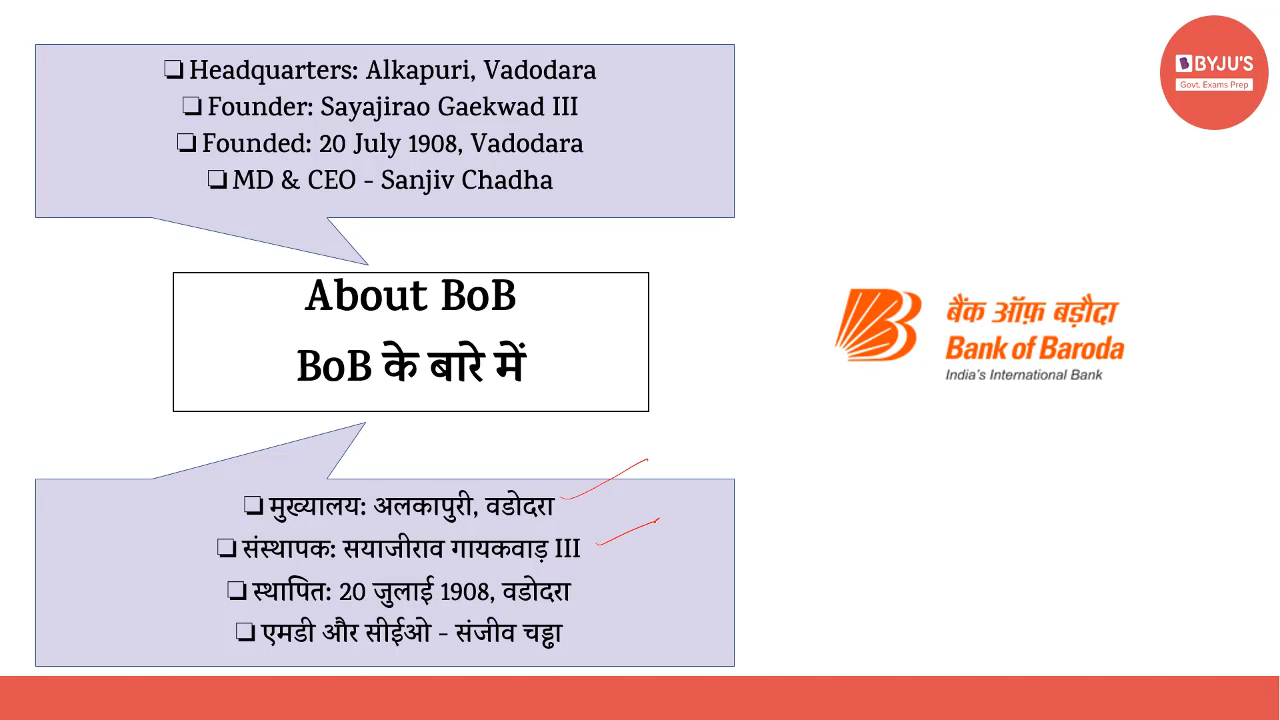 ❏ Headquarters: Alkapuri, Vadodara
❏ Founder: Sayajirao Gaekwad III
❏ Founded: 20 July 1908, Vadodara
❏ MD & CEO - Sanjiv Chadha
BYJU'S
Govt. Exams Prep
About BoB
BoB के बारे में
बैंक ऑफ़ बड़ौदा
Bank of Baroda
India's International Bank
❏ मुख्यालय: अलकापुरी, वडोदरा
❏ संस्थापक: सयाजीराव गायकवाड़ III
❏ स्थापित: 20 जुलाई 1908, वडोदरा
❏ एमडी और सीईओ - संजीव चड्ढा